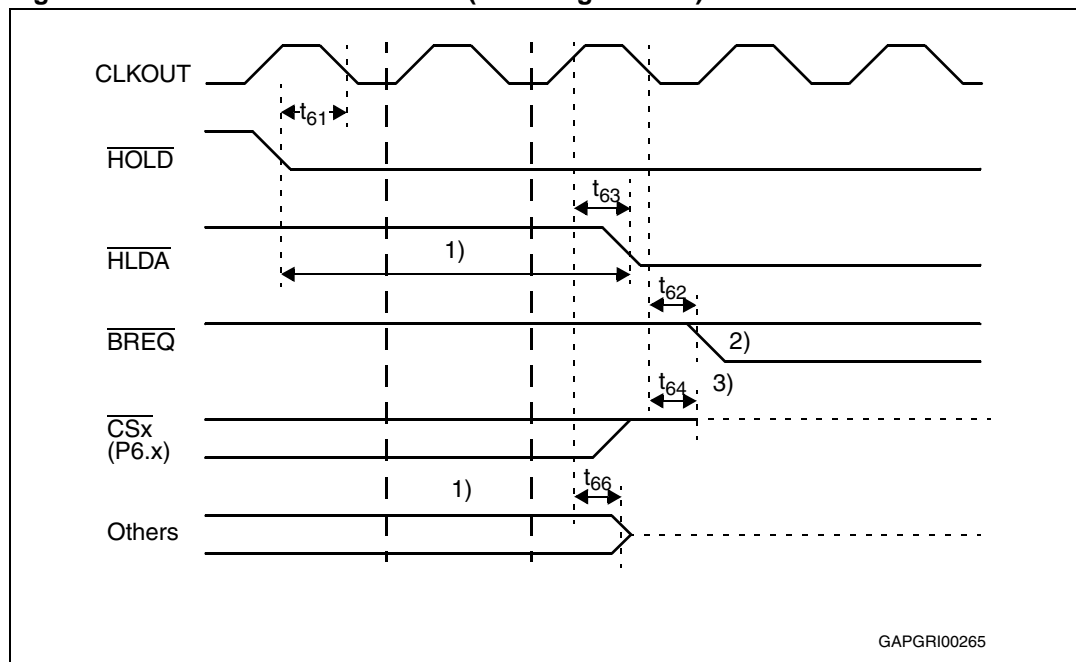 CLKOUT
t61
HOLD
t63
1)
HLDA
t62
BREQ
2)
t64
3)
CSx
(P6.x)
1)
t66
Others
GAPGRI00265